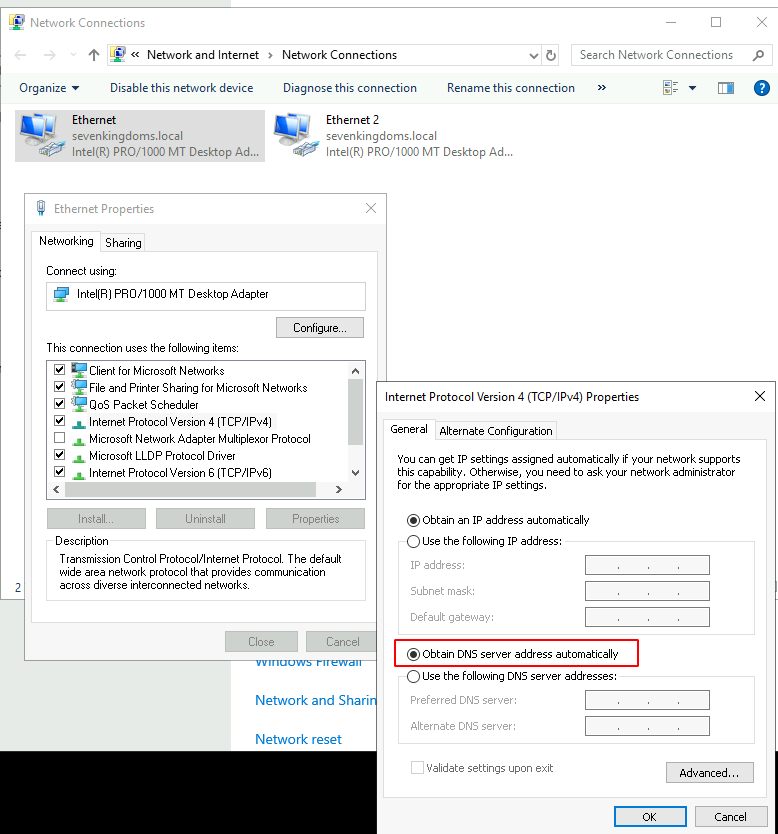 Network Connections
« Network and Internet › Network Connections
Search Network Connections
Organize
Disable this network device
Diagnose this connection
Rename this connection
»
Ethernet
sevenkingdoms.local
Intel(R) PRO/1000 MT Desktop Ad...
Ethernet 2
sevenkingdoms.local
Intel(R) PRO/1000 MT Desktop Ad...
Ethernet Properties
Networking
Sharing
Connect using:
Intel(R) PRO/1000 MT Desktop Adapter
Configure...
This connection uses the following items:
Client for Microsoft Networks
File and Printer Sharing for Microsoft Networks
QoS Packet Scheduler
Internet Protocol Version 4 (TCP/IPv4)
Microsoft Network Adapter Multiplexor Protocol
Microsoft LLDP Protocol Driver
Internet Protocol Version 6 (TCP/IPv6)
Install...
Uninstall
Properties
Description
Transmission Control Protocol/Internet Protocol. The default
wide area network protocol that provides communication
across diverse interconnected networks.
Close
Cancel
2
Windows Firewall
Network and Sharin
Network reset
Internet Protocol Version 4 (TCP/IPv4) Properties
General
Alternate Configuration
You can get IP settings assigned automatically if your network supports
this capability. Otherwise, you need to ask your network administrator
for the appropriate IP settings.
Obtain an IP address automatically
Use the following IP address:
IP address:
Subnet mask:
Default gateway:
Obtain DNS server address automatically
Use the following DNS server addresses:
Preferred DNS server:
Alternate DNS server:
Validate settings upon exit
Advanced...
OK
Cancel